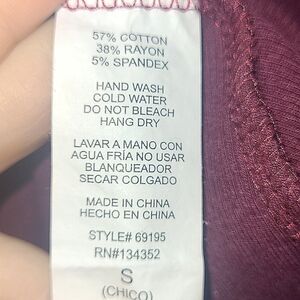 57% COTTON
38% RAYON
5% SPANDEX
HAND WASH
COLD WATER
DO NOT BLEACH
HANG DRY
LAVAR A MANO CON
AGUA FRÍA NO USAR
BLANQUEADOR
SECAR COLGADO
MADE IN CHINA
HECHO EN CHINA
STYLE# 69195
RN#134352
S
(CHICO)